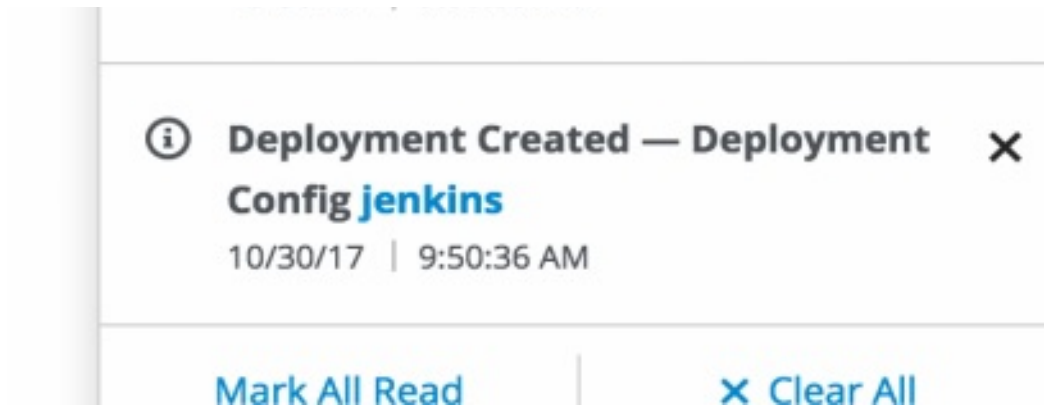 Deployment Created — Deployment
Config jenkins
10/30/17 | 9:50:36 AM
Mark All Read
✕ Clear All